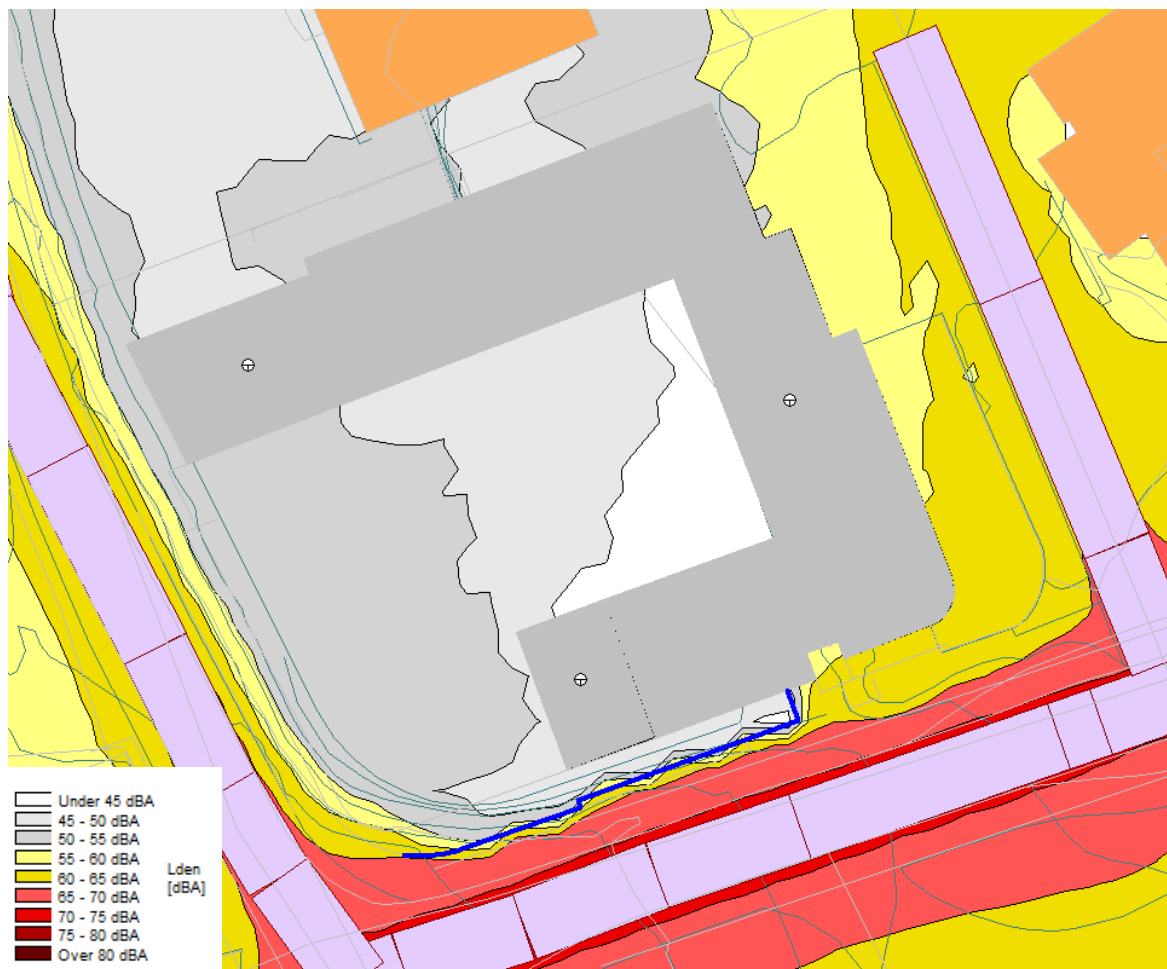 Under 45 dBA
45 - 50 dBA
50 - 55 dBA
55 - 60 dBA
60 - 65 dBA
65 - 70 dBA
70 - 75 dBA
75 - 80 dBA
Over 80 dBA
Lden
[dBA]